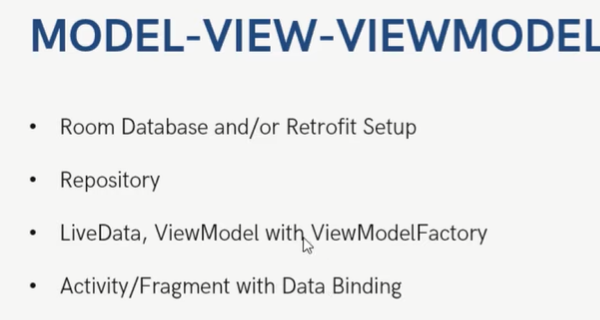 MODEL-VIEW-VIEWMODEL
• Room Database and/or Retrofit Setup
• Repository
• LiveData, ViewModel with ViewModelFactory
• Activity/Fragment with Data Binding